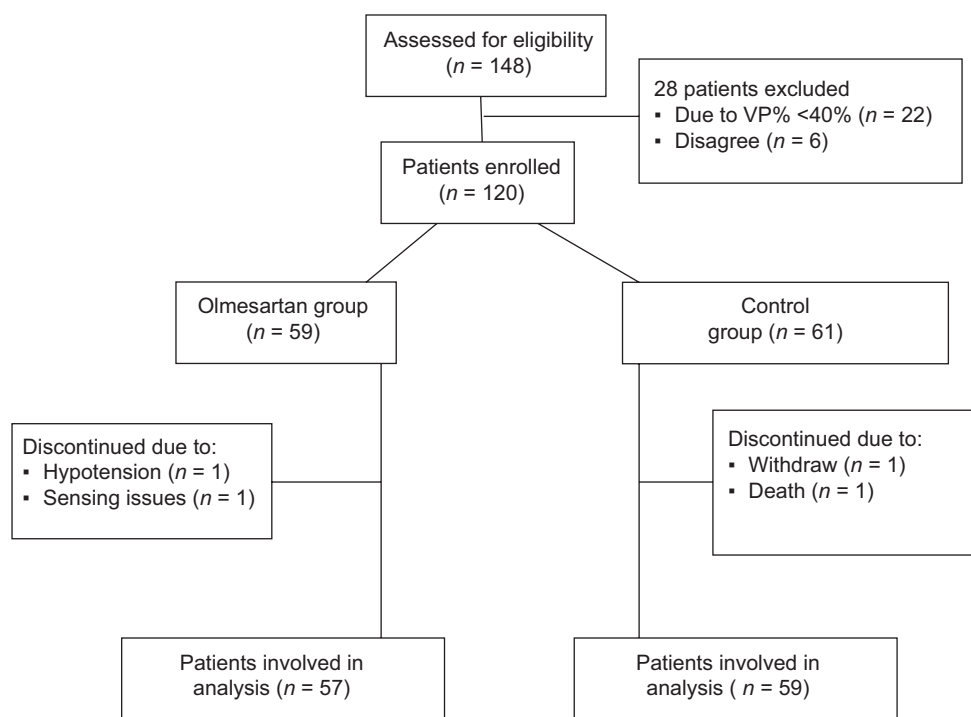 Assessed for eligibility
(n = 148)
28 patients excluded
▪ Due to VP% <40% (n = 22)
▪ Disagree (n = 6)
Patients enrolled
(n = 120)
Olmesartan group
(n = 59)
Control
group (n = 61)
Discontinued due to:
▪ Hypotension (n = 1)
▪ Sensing issues (n = 1)
Discontinued due to:
▪ Withdraw (n = 1)
▪ Death (n = 1)
Patients involved in
analysis (n = 57)
Patients involved in
analysis ( n = 59)